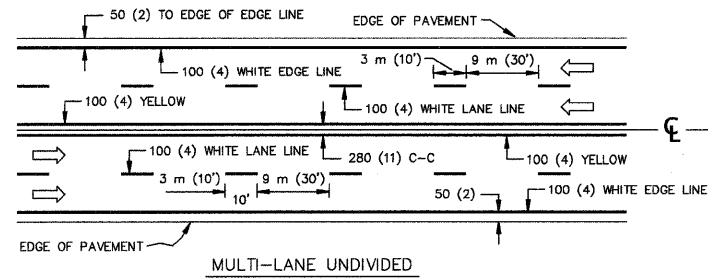 50 (2) TO EDGE OF EDGE LINE
EDGE OF PAVEMENT
3 m (10') 9 m (30')
100 (4) WHITE EDGE LINE
100 (4) YELLOW
100 (4) WHITE LANE LINE
CL
100 (4) WHITE LANE LINE
280 (11) C-C
100 (4) YELLOW
3 m (10') 9 m (30')
10'
50 (2)
100 (4) WHITE EDGE LINE
EDGE OF PAVEMENT
MULTI-LANE UNDIVIDED